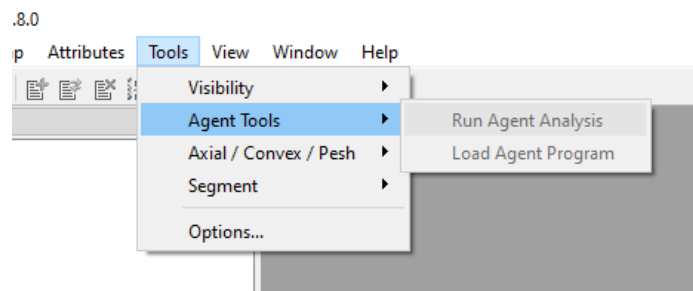 .8.0
p Attributes Tools View Window Help
Visibility
Agent Tools
Run Agent Analysis
Axial / Convex / Pesh
Load Agent Program
Segment
Options...